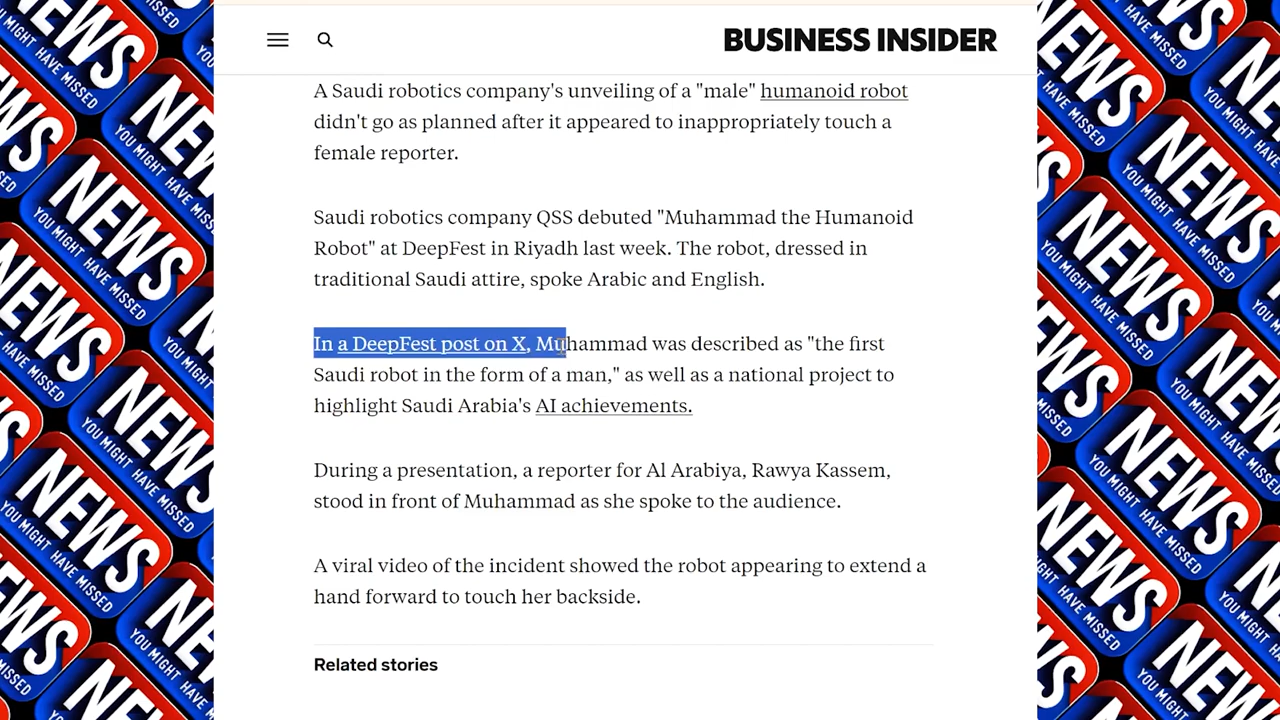 BUSINESS INSIDER
A Saudi robotics company's unveiling of a "male" humanoid robot
didn't go as planned after it appeared to inappropriately touch a
female reporter.
Saudi robotics company QSS debuted "Muhammad the Humanoid
Robot" at DeepFest in Riyadh last week. The robot, dressed in
traditional Saudi attire, spoke Arabic and English.
In a DeepFest post on X, Muhammad was described as "the first
Saudi robot in the form of a man," as well as a national project to
highlight Saudi Arabia's AI achievements.
During a presentation, a reporter for Al Arabiya, Rawya Kassem,
stood in front of Muhammad as she spoke to the audience.
A viral video of the incident showed the robot appearing to extend a
hand forward to touch her backside.
Related stories
NEWS
YOU MIGHT HAVE MISSED